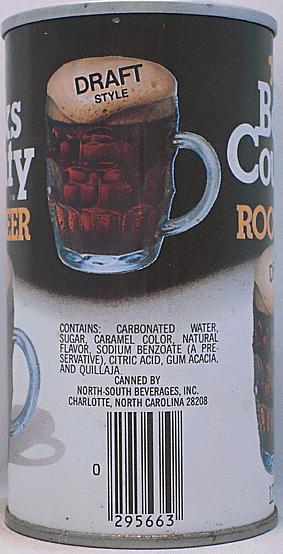 DRAFT
STYLE
CONTAINS: CARBONATED WATER,
SUGAR, CARAMEL COLOR, NATURAL
FLAVOR, SODIUM BENZOATE (A PRE-
SERVATIVE), CITRIC ACID, GUM ACACIA,
AND QUILLAJA.
CANNED BY
NORTH-SOUTH BEVERAGES, INC.
CHARLOTTE, NORTH CAROLINA 28208
0
295663